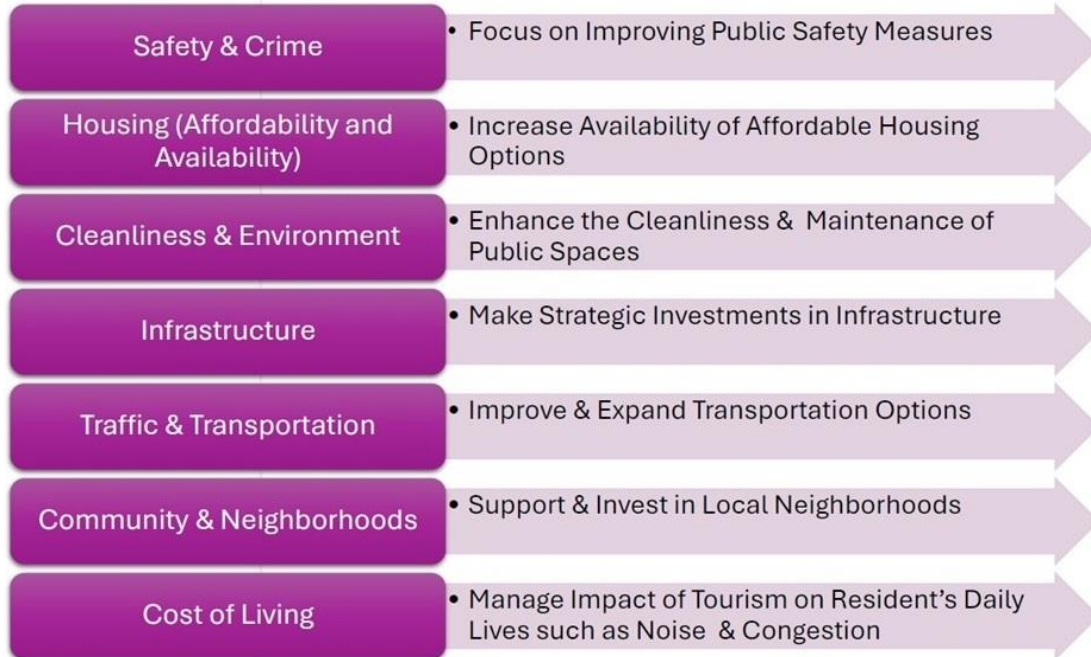 Safety & Crime
• Focus on Improving Public Safety Measures
Housing (Affordability and
Availability)
• Increase Availability of Affordable Housing
Options
Cleanliness & Environment
• Enhance the Cleanliness &  Maintenance of
Public Spaces
Infrastructure
• Make Strategic Investments in Infrastructure
Traffic & Transportation
• Improve & Expand Transportation Options
Community & Neighborhoods
• Support & Invest in Local Neighborhoods
Cost of Living
• Manage Impact of Tourism on Resident’s Daily
Lives such as Noise  & Congestion